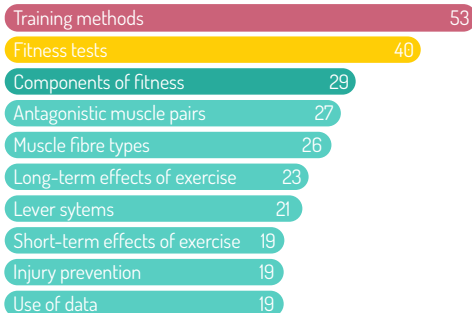 Training methods 53
Fitness tests 40
Components of fitness 29
Antagonistic muscle pairs 27
Muscle fibre types 26
Long-term effects of exercise 23
Lever sytems 21
Short-term effects of exercise 19
Injury prevention 19
Use of data 19